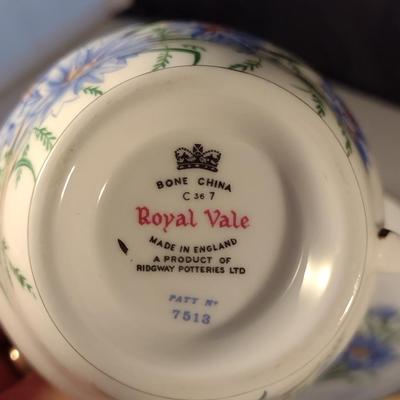 BONE CHINA
C 36 7
Royal Vale
MADE IN ENGLAND
A PRODUCT OF
RIDGWAY POTTERIES LTD
PATT Nº
7513